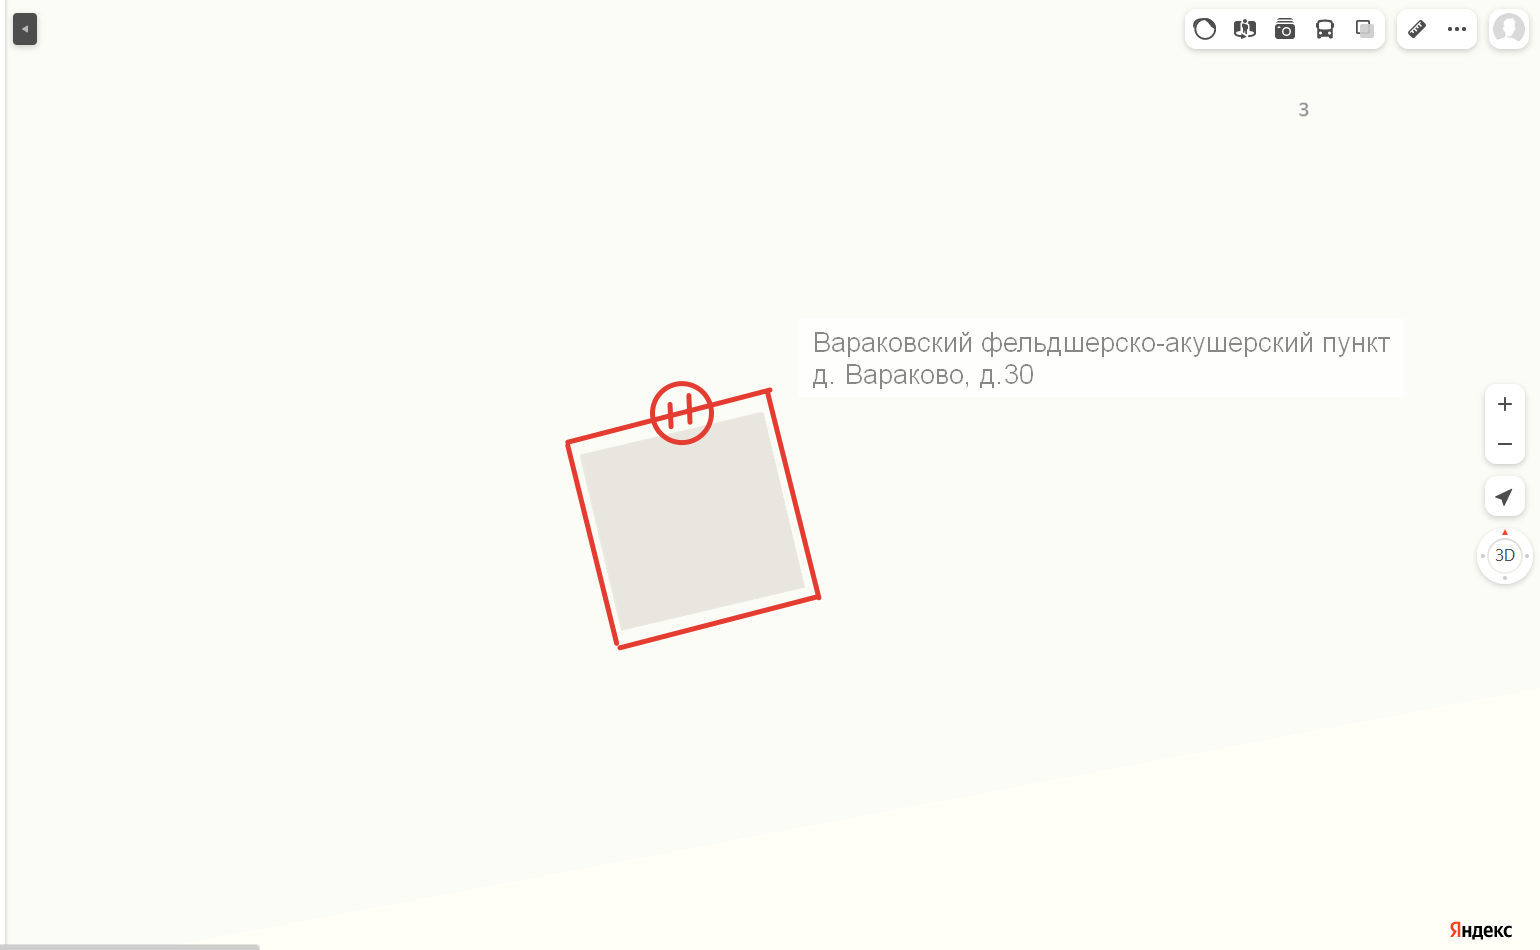 3
Вараковский фельдшерско-акушерский пункт
д. Вараково, д.30
3D
Яндекс